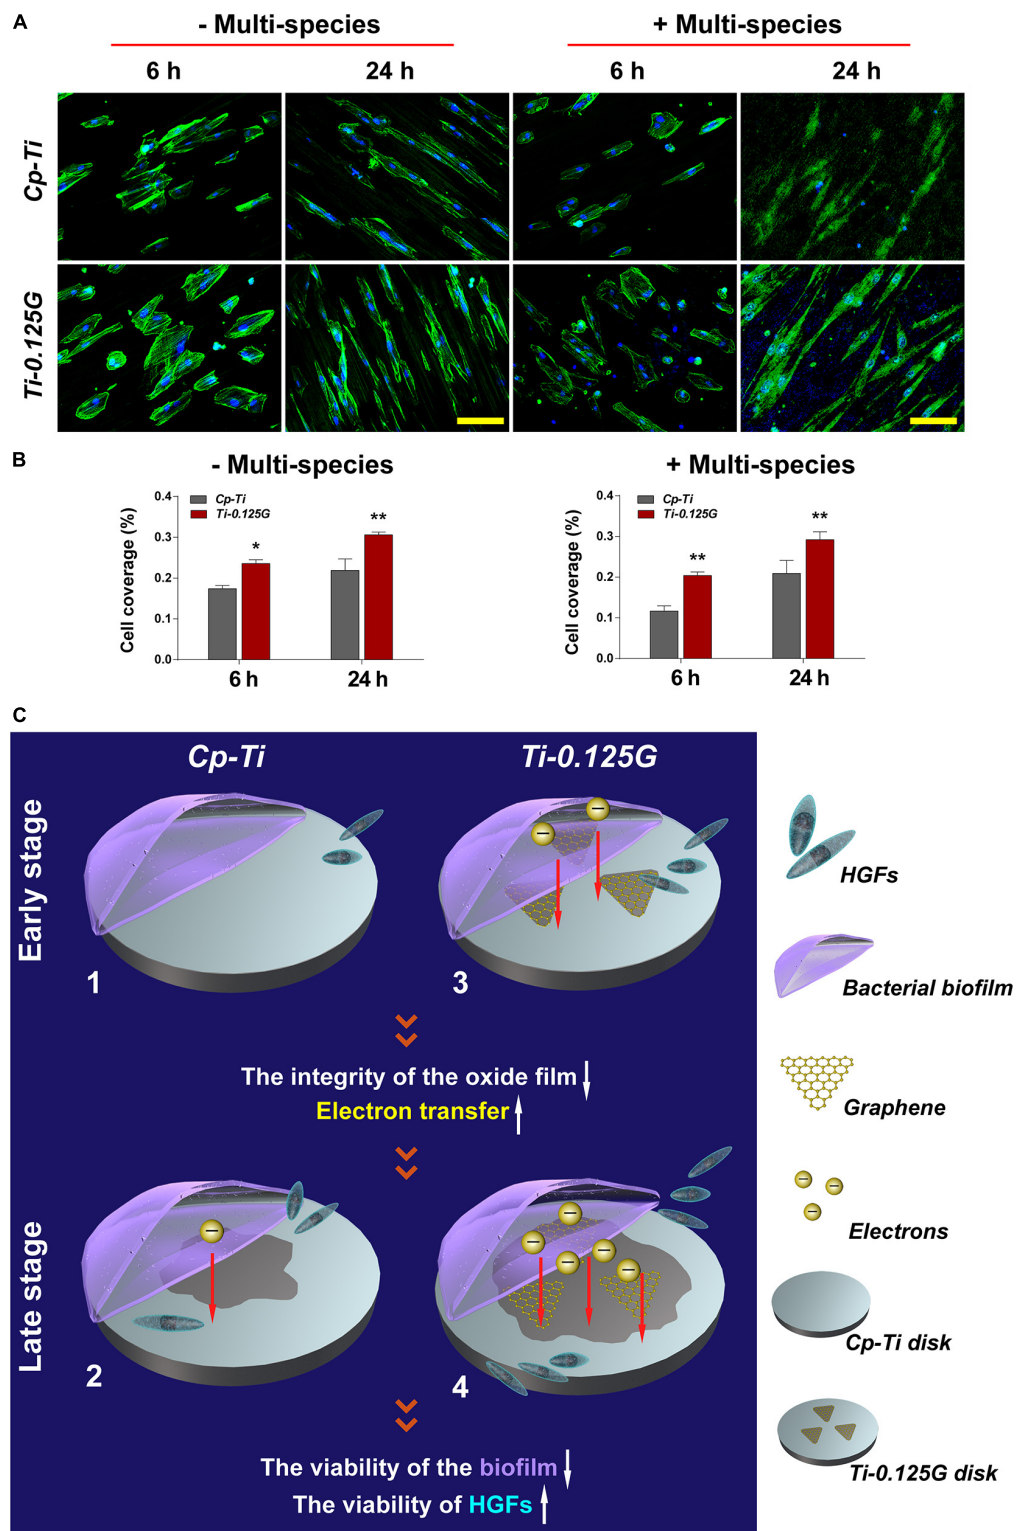 A
- Multi-species + Multi-species
6 h 24 h 6 h 24 h
Cp-Ti
Ti-0.125G
B
- Multi-species
Cell coverage (%)
0.4
0.3
0.2
0.1
0.0
Cp-Ti
Ti-0.125G
*
**
6 h 24 h
+ Multi-species
Cell coverage (%)
0.4
0.3
0.2
0.1
0.0
Cp-Ti
Ti-0.125G
**
**
6 h 24 h
C
Cp-Ti Ti-0.125G
Early stage
1
3
The integrity of the oxide film
Electron transfer
Late stage
2
4
The viability of the biofilm
The viability of HGFs
HGFs
Bacterial biofilm
Graphene
Electrons
Cp-Ti disk
Ti-0.125G disk